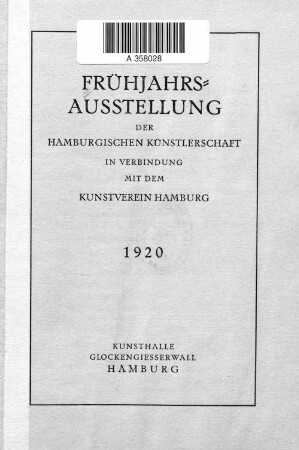 A 358028
FRÜHJAHRS=
AUSSTELLUNG
DER
HAMBURGISCHEN KÜNSTLERSCHAFT
IN VERBINDUNG
MIT DEM
KUNSTVEREIN HAMBURG
1920
KUNSTHALLE
GLOCKENGIESSERWALL
HAMBURG